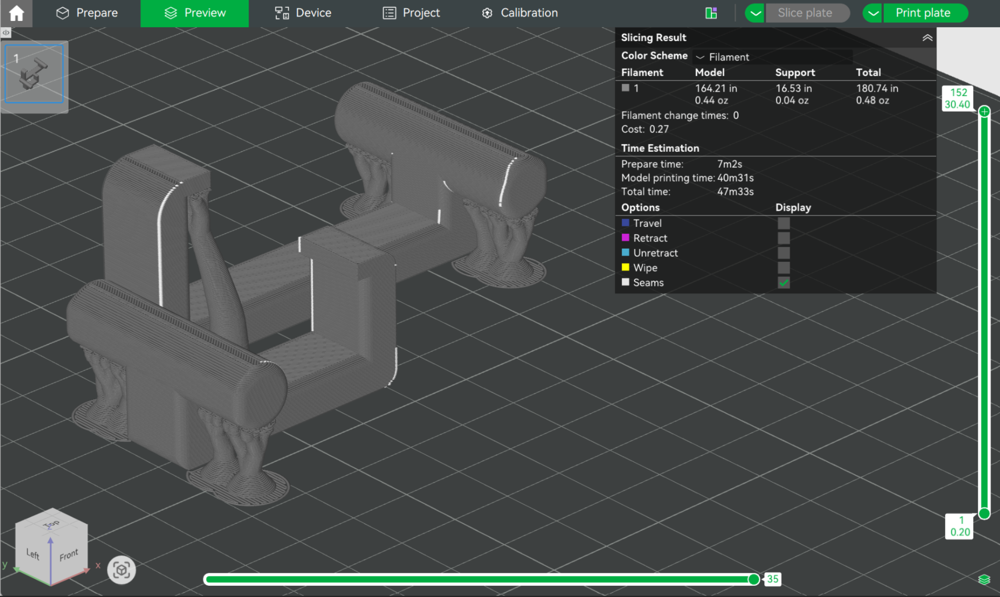 Prepare
Preview
Device
Project
Calibration
Slice plate
Print plate
1
Slicing Result
Color Scheme Filament
Filament Model Support Total
1 164.21 in 16.53 in 180.74 in
0.44 oz 0.04 oz 0.48 oz
Filament change times: 0
Cost: 0.27
Time Estimation
Prepare time: 7m2s
Model printing time: 40m31s
Total time: 47m33s
Options Display
Travel
Retract
Unretract
Wipe
Seams
152
30.40
1
0.20
Top
z
Left
Front
y
x
35